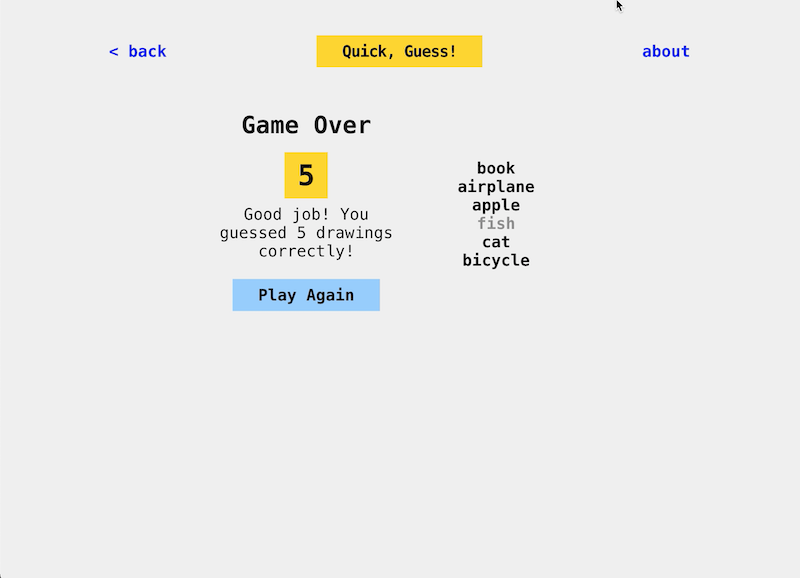 < back
Quick, Guess!
about
Game Over
5
Good job! You
guessed 5 drawings
correctly!
Play Again
book
airplane
apple
fish
cat
bicycle